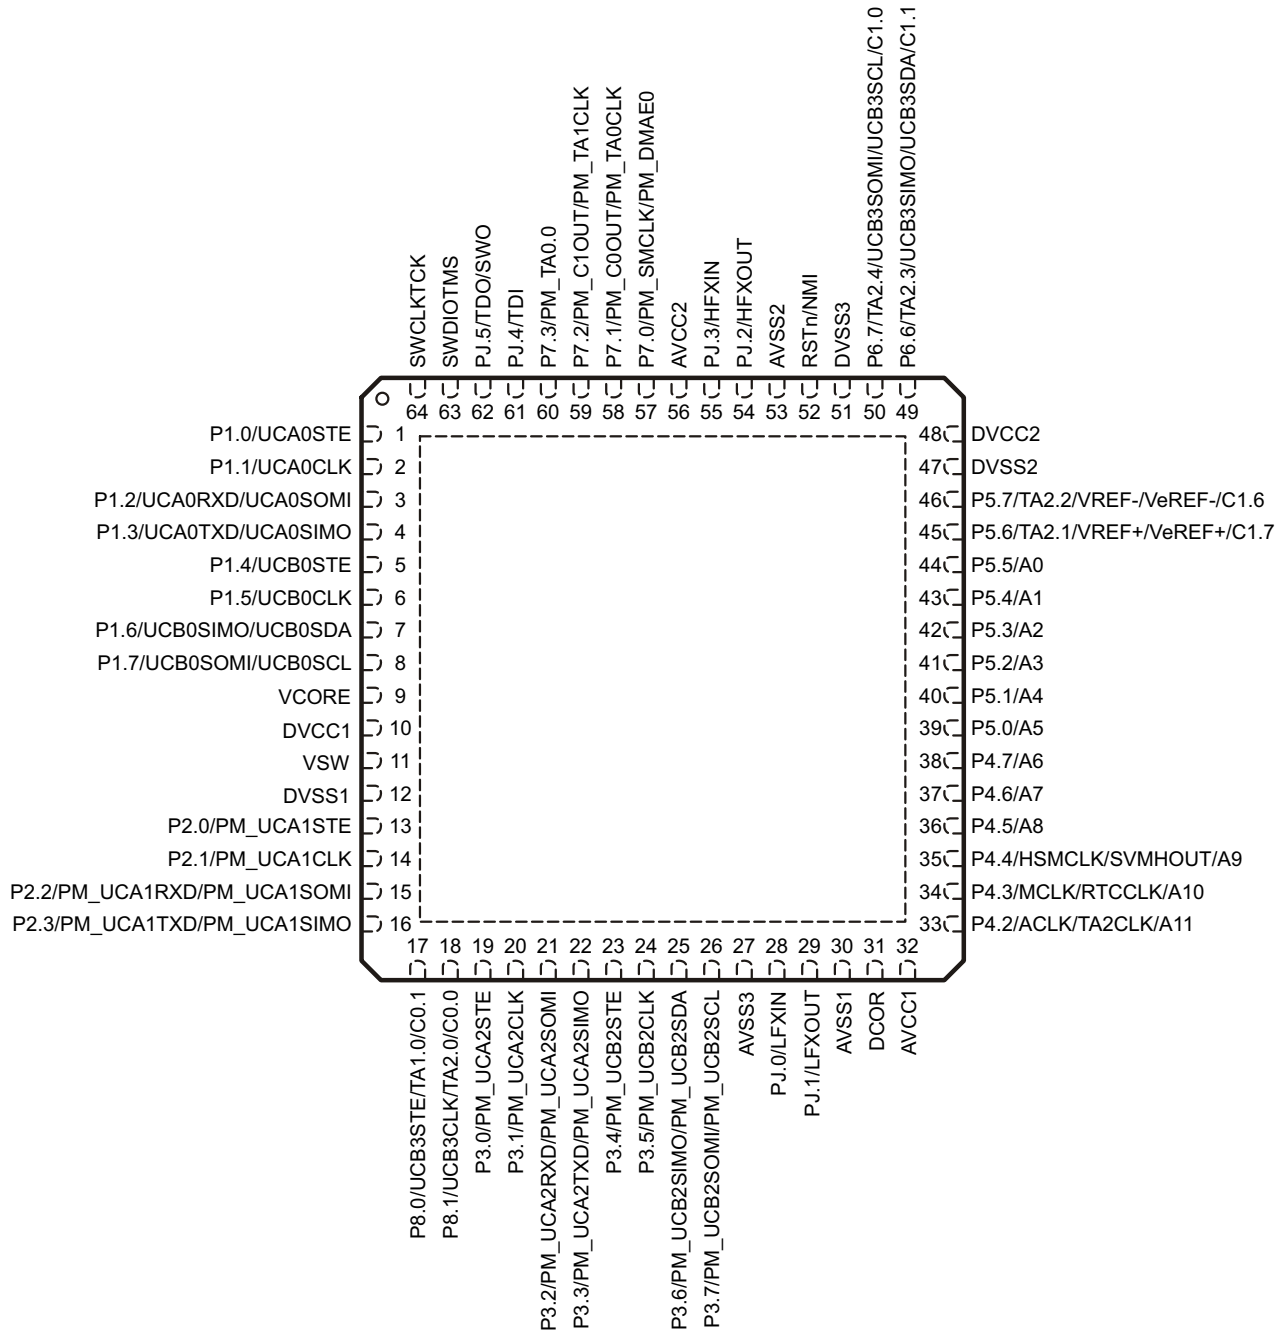 P6.7/TA2.4/UCB3SOMI/UCB3SCL/C1.0
P6.6/TA2.3/UCB3SIMO/UCB3SDA/C1.1
SWCLKTCK
SWDIOTMS
PJ.5/TDO/SWO
PJ.4/TDI
P7.3/PM_TA0.0
P7.2/PM_C1OUT/PM_TA1CLK
P7.1/PM_C0OUT/PM_TA0CLK
P7.0/PM_SMCLK/PM_DMAE0
AVCC2
PJ.3/HFXIN
PJ.2/HFXOUT
AVSS2
RSTn/NMI
DVSS3
64 63 62 61 60 59 58 57 56 55 54 53 52 51 50 49
P1.0/UCA0STE 1
P1.1/UCA0CLK 2
P1.2/UCA0RXD/UCA0SOMI 3
P1.3/UCA0TXD/UCA0SIMO 4
P1.4/UCB0STE 5
P1.5/UCB0CLK 6
P1.6/UCB0SIMO/UCB0SDA 7
P1.7/UCB0SOMI/UCB0SCL 8
VCORE 9
DVCC1 10
VSW 11
DVSS1 12
P2.0/PM_UCA1STE 13
P2.1/PM_UCA1CLK 14
P2.2/PM_UCA1RXD/PM_UCA1SOMI 15
P2.3/PM_UCA1TXD/PM_UCA1SIMO 16
48 DVCC2
47 DVSS2
46 P5.7/TA2.2/VREF-/VeREF-/C1.6
45 P5.6/TA2.1/VREF+/VeREF+/C1.7
44 P5.5/A0
43 P5.4/A1
42 P5.3/A2
41 P5.2/A3
40 P5.1/A4
39 P5.0/A5
38 P4.7/A6
37 P4.6/A7
36 P4.5/A8
35 P4.4/HSMCLK/SVMHOUT/A9
34 P4.3/MCLK/RTCCLK/A10
33 P4.2/ACLK/TA2CLK/A11
17 18 19 20 21 22 23 24 25 26 27 28 29 30 31 32
P8.0/UCB3STE/TA1.0/C0.1
P8.1/UCB3CLK/TA2.0/C0.0
P3.0/PM_UCA2STE
P3.1/PM_UCA2CLK
P3.2/PM_UCA2RXD/PM_UCA2SOMI
P3.3/PM_UCA2TXD/PM_UCA2SIMO
P3.4/PM_UCB2STE
P3.5/PM_UCB2CLK
P3.6/PM_UCB2SIMO/PM_UCB2SDA
P3.7/PM_UCB2SOMI/PM_UCB2SCL
AVSS3
PJ.0/LFXIN
PJ.1/LFXOUT
AVSS1
DCOR
AVCC1